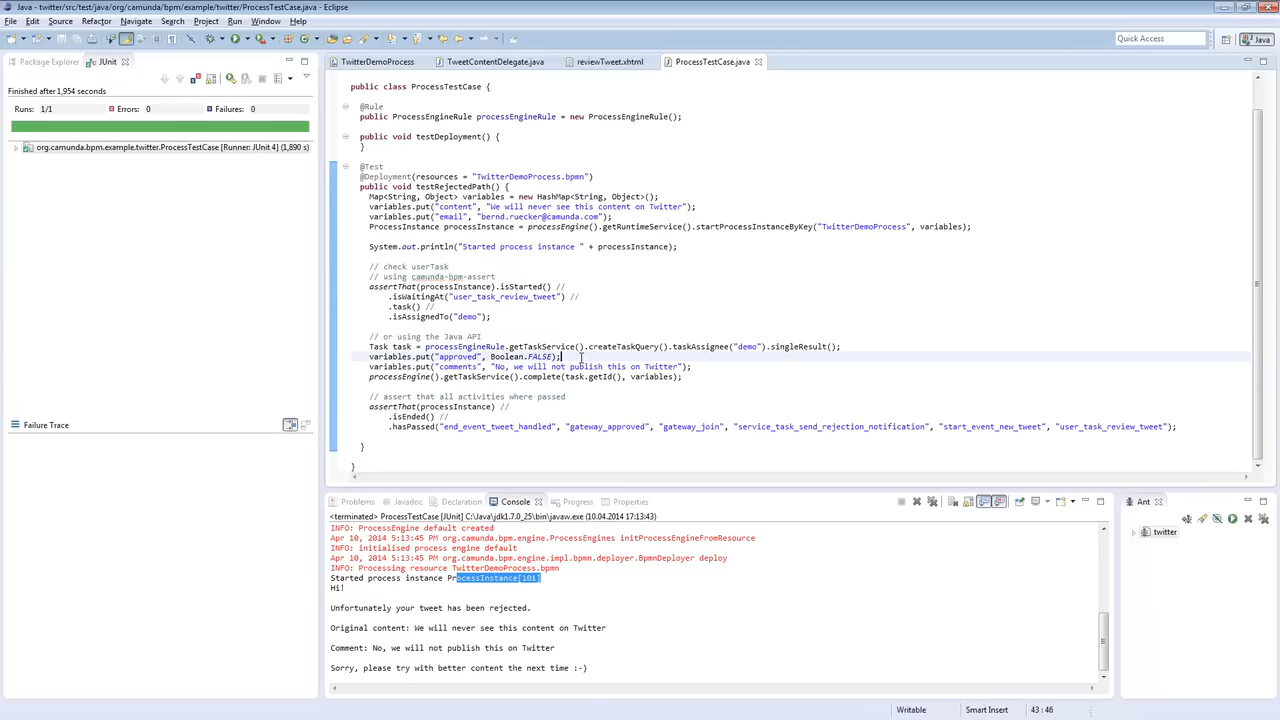 Java - twitter/src/test/java/org/camunda/bpm/example/twitter/ProcessTestCase.java - Eclipse
File Edit Source Refactor Navigate Search Project Run Window Help
Quick Access
Java
Package Explorer
JUnit
Finished after 1,954 seconds
Runs: 1/1
Errors: 0
Failures: 0
org.camunda.bpm.example.twitter.ProcessTestCase [Runner: JUnit 4] (1,890 s)
Failure Trace
TwitterDemoProcess
TweetContentDelegate.java
reviewTweet.xhtml
ProcessTestCase.java
public class ProcessTestCase {
@Rule
public ProcessEngineRule processEngineRule = new ProcessEngineRule();
public void testDeployment() {
}
@Test
@Deployment(resources = "TwitterDemoProcess.bpmn")
public void testRejectedPath() {
Map<String, Object> variables = new HashMap<String, Object>();
variables.put("content", "We will never see this content on Twitter");
variables.put("email", "bernd.ruecker@camunda.com");
ProcessInstance processInstance = processEngine().getRuntimeService().startProcessInstanceByKey("TwitterDemoProcess", variables);
System.out.println("Started process instance " + processInstance);
// check userTask
// using camunda-bpm-assert
assertThat(processInstance).isStarted() //
.isWaitingAt("user_task_review_tweet") //
.task() //
.isAssignedTo("demo");
// or using the Java API
Task task = processEngineRule.getTaskService().createTaskQuery().taskAssignee("demo").singleResult();
variables.put("approved", Boolean.FALSE);
variables.put("comments", "No, we will not publish this on Twitter");
processEngine().getTaskService().complete(task.getId(), variables);
// assert that all activities where passed
assertThat(processInstance) //
.isEnded() //
.hasPassed("end_event_tweet_handled", "gateway_approved", "gateway_join", "service_task_send_rejection_notification", "start_event_new_tweet", "user_task_review_tweet");
}
}
Problems Javadoc Declaration Console Progress Properties
<terminated> ProcessTestCase [JUnit] C:\Java\jdk1.7.0_25\bin\javaw.exe (10.04.2014 17:13:43)
INFO: ProcessEngine default created
Apr 10, 2014 5:13:45 PM org.camunda.bpm.engine.ProcessEngines initProcessEngineFromResource
INFO: initialised process engine default
Apr 10, 2014 5:13:45 PM org.camunda.bpm.engine.impl.bpmn.deployer.BpmnDeployer deploy
INFO: Processing resource TwitterDemoProcess.bpmn
Started process instance ProcessInstance[101]
Hi!
Unfortunately your tweet has been rejected.
Original content: We will never see this content on Twitter
Comment: No, we will not publish this on Twitter
Sorry, please try with better content the next time :-)
Ant
twitter
Writable
Smart Insert
43 : 46